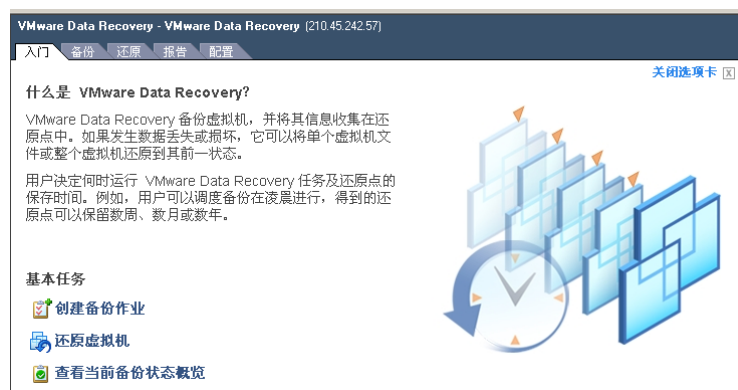 VMware Data Recovery - VMware Data Recovery (210.45.242.57)
入门 备份 还原 报告 配置
关闭选项卡 X
什么是 VMware Data Recovery?
VMware Data Recovery 备份虚拟机，并将其信息收集在还
原点中。如果发生数据丢失或损坏，它可以将单个虚拟机文
件或整个虚拟机还原到其前一状态。
用户决定何时运行 VMware Data Recovery 任务及还原点的
保存时间。例如，用户可以调度备份在凌晨进行，得到的还
原点可以保留数周、数月或数年。
基本任务
创建备份作业
还原虚拟机
查看当前备份状态概览